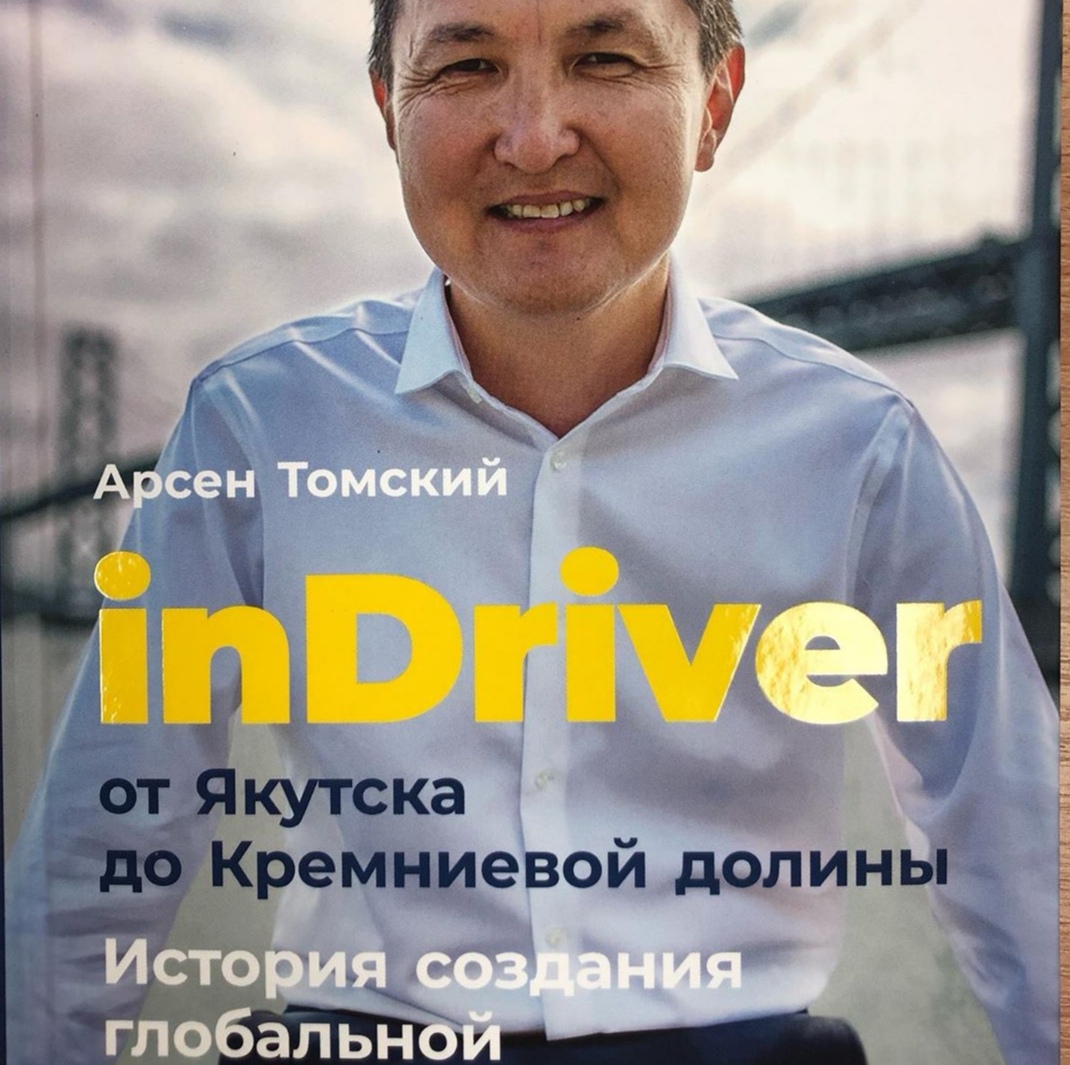 Арсен Томский
inDriver
от Якутска
до Кремниевой долины
История создания
глобальной